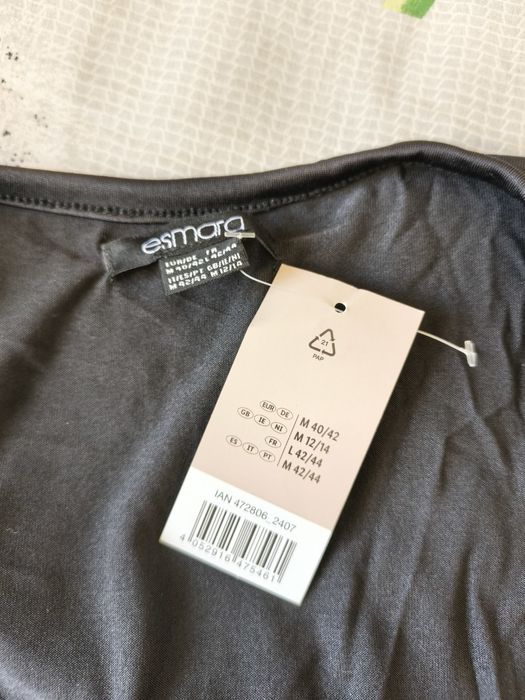 esmara
EUR/DE FR
M 40/42 L 42/44
IT/ES/PT GB/IE/NI
M 42/44 M 12/14
21
PAP
EUR DE M 40/42
GB IE NI M 12/14
FR L 42/44
ES IT PT M 42/44
IAN 472806_2407
4 052916 475461